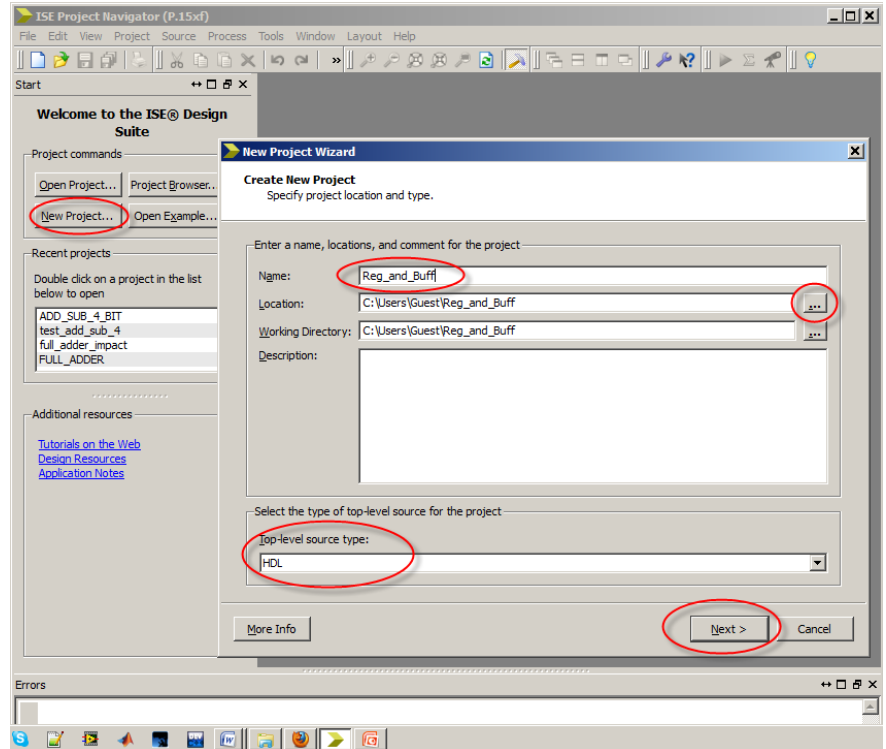 ISE Project Navigator (P.15xf)
File Edit View Project Source Process Tools Window Layout Help
Start
Welcome to the ISE® Design
Suite
Project commands
Open Project... Project Browser..
New Project... Open Example...
Recent projects
Double click on a project in the list
below to open
ADD_SUB_4_BIT
test_add_sub_4
full_adder_impact
FULL_ADDER
Additional resources
Tutorials on the Web
Design Resources
Application Notes
New Project Wizard
Create New Project
Specify project location and type.
Enter a name, locations, and comment for the project
Name: Reg_and_Buff
Location: C:\Users\Guest\Reg_and_Buff ...
Working Directory: C:\Users\Guest\Reg_and_Buff ...
Description:
Select the type of top-level source for the project
Top-level source type:
HDL
More Info Next > Cancel
Errors